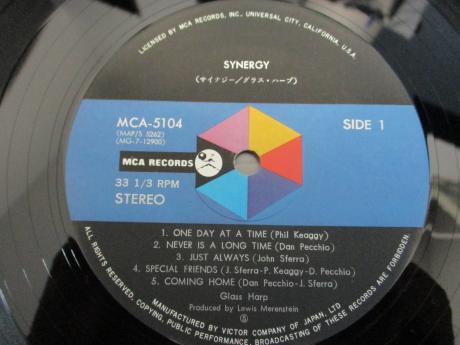 LICENSED BY MCA RECORDS, INC., UNIVERSAL CITY, CALIFORNIA, U.S.A.
SYNERGY
(サイナジー/グラス・ハープ)
MCA-5104
(MAP/S 5262)
(MG-7-12900)
SIDE 1
MCA RECORDS
33 1/3 RPM
STEREO
1. ONE DAY AT A TIME (Phil Keaggy)
2. NEVER IS A LONG TIME (Dan Pecchio)
3. JUST ALWAYS (John Sferra)
4. SPECIAL FRIENDS (J. Sferra-P. Keaggy-D. Pecchio)
5. COMING HOME (Dan Pecchio-J. Sferra)
Glass Harp
Produced by Lewis Merenstein
Ⓢ
MANUFACTURED BY VICTOR COMPANY OF JAPAN, LTD
ALL RIGHTS RESERVED. COPYING, PUBLIC PERFORMANCE, BROADCASTING OF THESE RECORDS ARE FORBIDDEN.